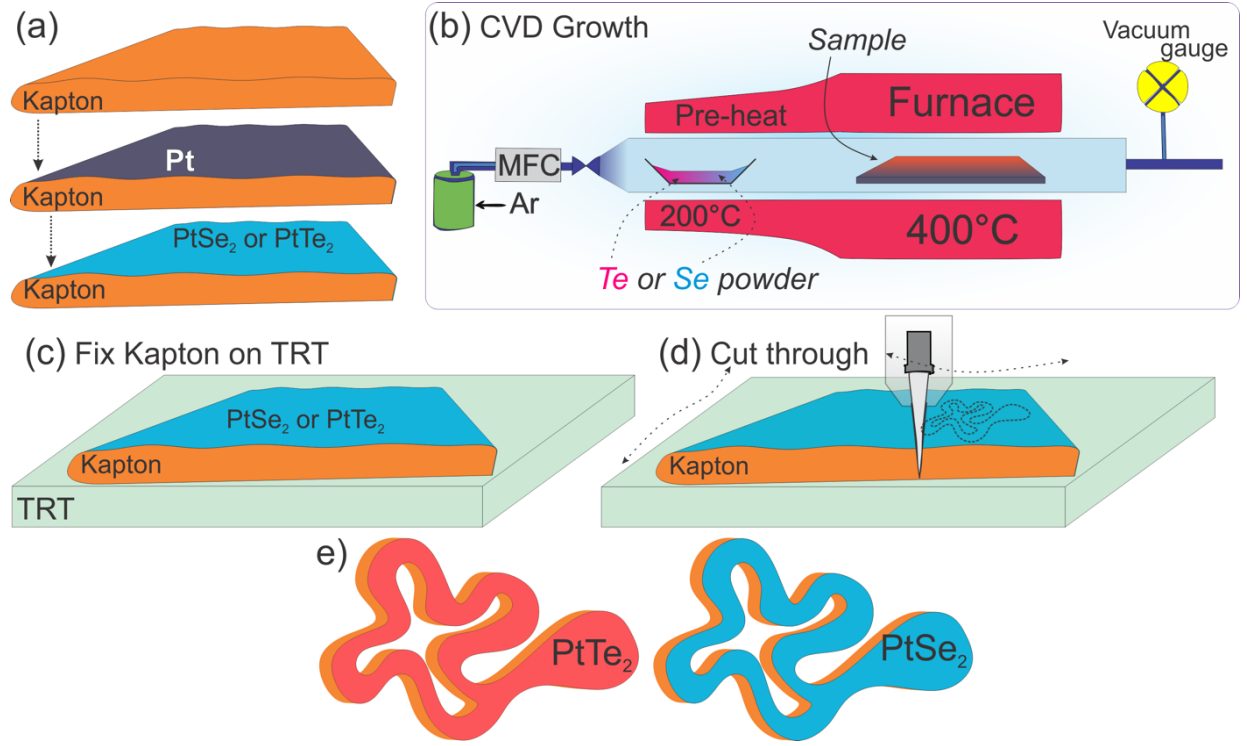 (a)
Kapton
Pt
Kapton
PtSe₂ or PtTe₂
Kapton
(b) CVD Growth
Sample
Vacuum
gauge
Pre-heat
Furnace
MFC
Ar
200°C
400°C
Te or Se powder
(c) Fix Kapton on TRT
PtSe₂ or PtTe₂
Kapton
TRT
(d) Cut through
Kapton
e)
PtTe₂
PtSe₂